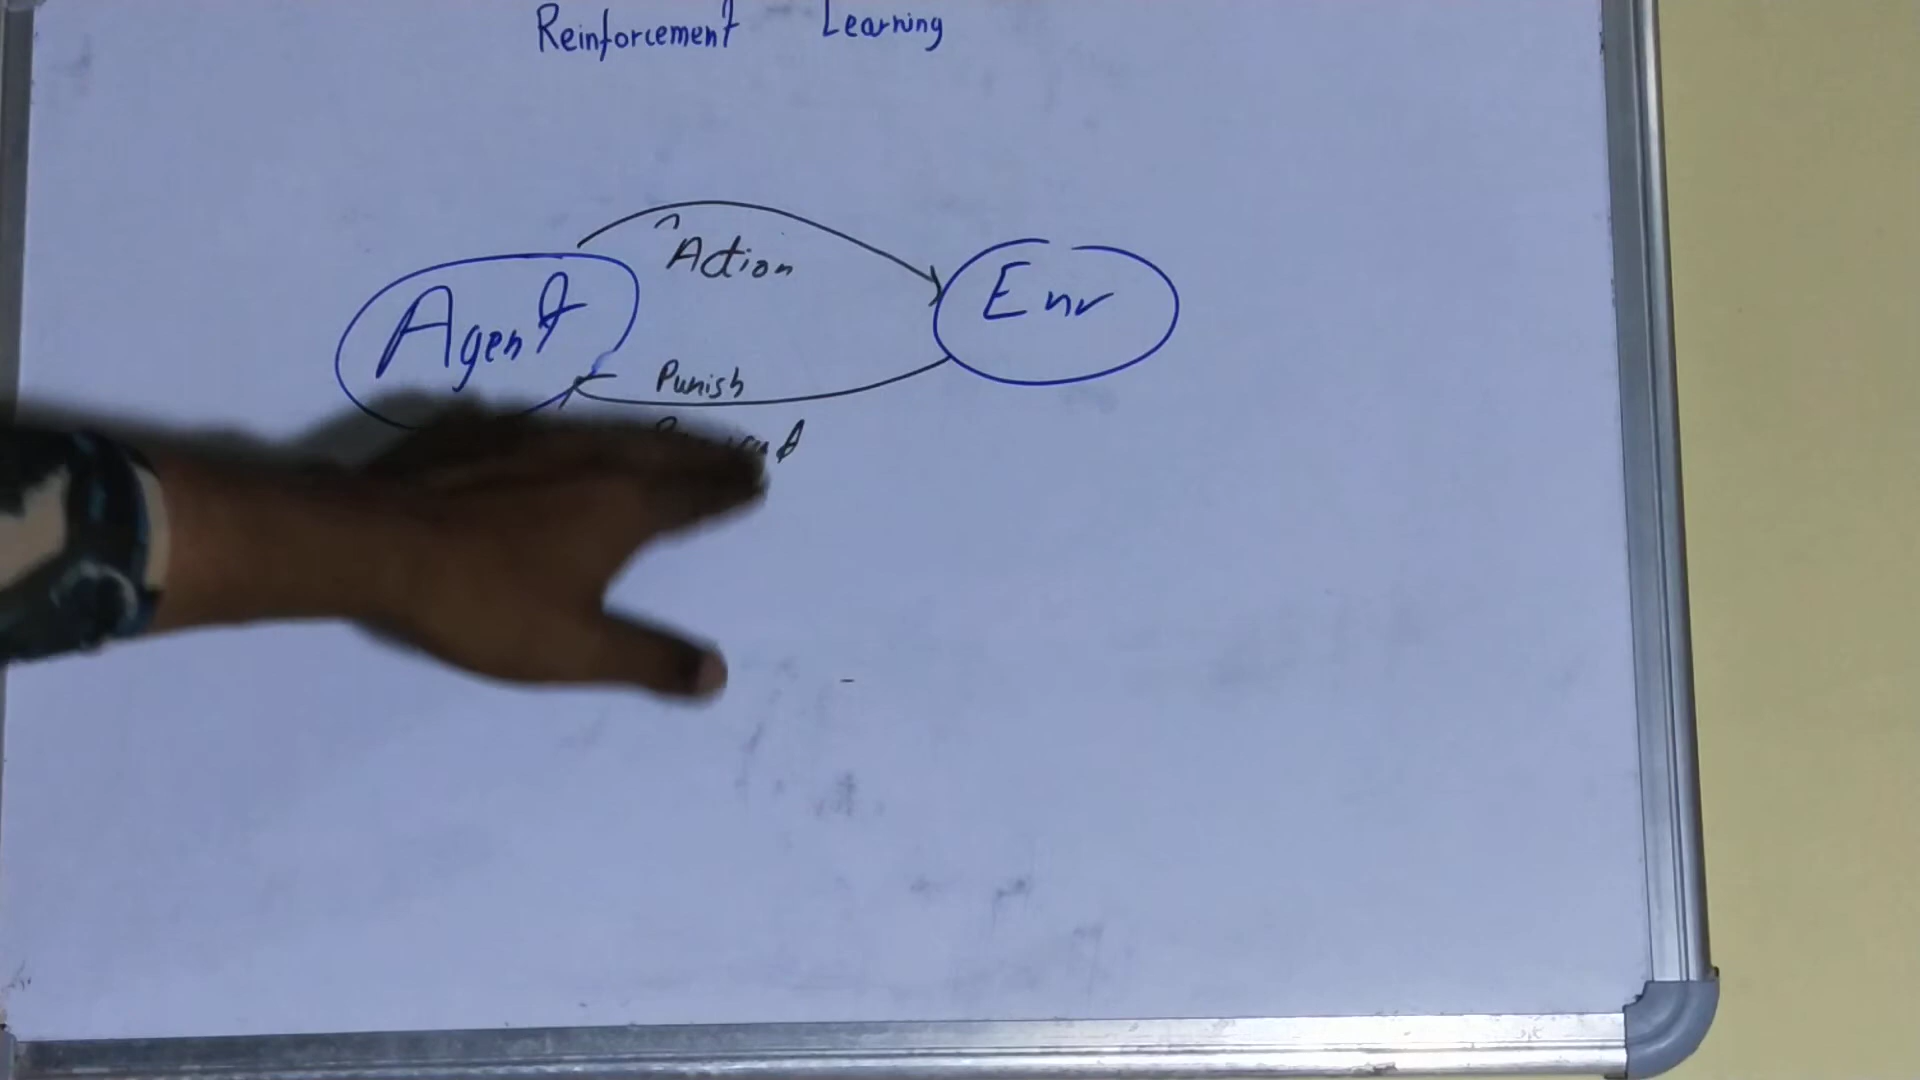 Reinforcement Learning
Action
Agent
Env
Punish